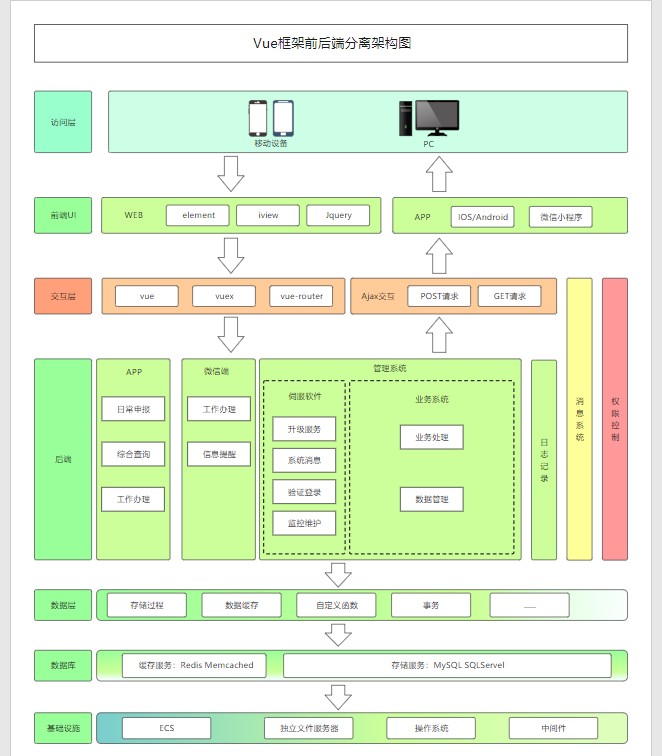 Vue框架前后端分离架构图
访问层
移动设备
PC
前端UI
WEB
element
iview
Jquery
APP
IOS/Android
微信小程序
交互层
vue
vuex
vue-router
Ajax交互
POST请求
GET请求
后端
APP
日常申报
综合查询
工作办理
微信端
工作办理
信息提醒
管理系统
伺服软件
升级服务
系统消息
验证登录
监控维护
业务系统
业务处理
数据管理
日志记录
消息系统
权限控制
数据层
存储过程
数据缓存
自定义函数
事务
......
数据库
缓存服务：Redis Memcached
存储服务：MySQL SQLServel
基础设施
ECS
独立文件服务器
操作系统
中间件